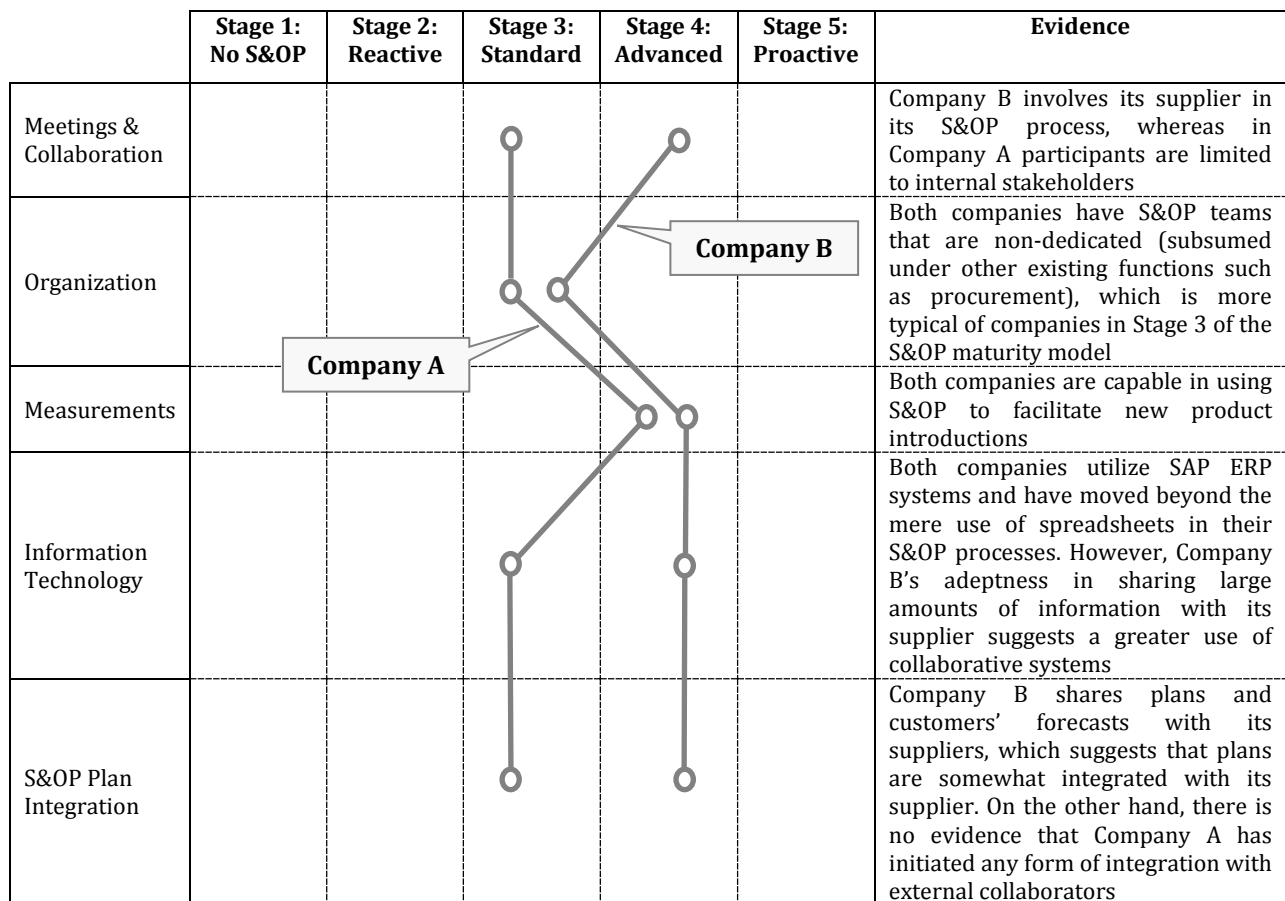 Stage 1: Stage 2: Stage 3: Stage 4: Stage 5: Evidence
No S&OP Reactive Standard Advanced Proactive
Meetings &
Collaboration
Company B involves its supplier in
its S&OP process, whereas in
Company A participants are limited
to internal stakeholders
Organization
Company B
Both companies have S&OP teams
that are non-dedicated (subsumed
under other existing functions such
as procurement), which is more
typical of companies in Stage 3 of the
S&OP maturity model
Company A
Measurements
Both companies are capable in using
S&OP to facilitate new product
introductions
Information
Technology
Both companies utilize SAP ERP
systems and have moved beyond the
mere use of spreadsheets in their
S&OP processes. However, Company
B’s adeptness in sharing large
amounts of information with its
supplier suggests a greater use of
collaborative systems
S&OP Plan
Integration
Company B shares plans and
customers’ forecasts with its
suppliers, which suggests that plans
are somewhat integrated with its
supplier. On the other hand, there is
no evidence that Company A has
initiated any form of integration with
external collaborators